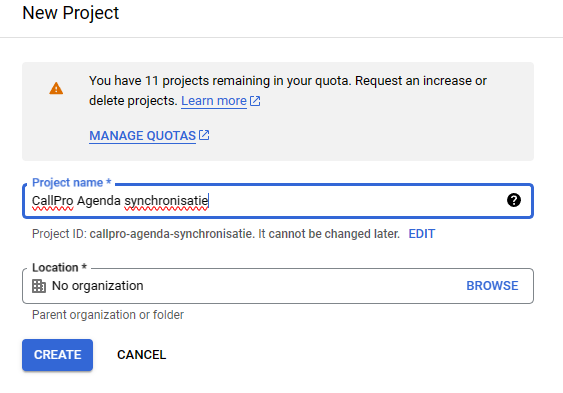 New Project
You have 11 projects remaining in your quota. Request an increase or
delete projects. Learn more
MANAGE QUOTAS
Project name *
CallPro Agenda synchronisatie
Project ID: callpro-agenda-synchronisatie. It cannot be changed later. EDIT
Location *
No organization BROWSE
Parent organization or folder
CREATE CANCEL